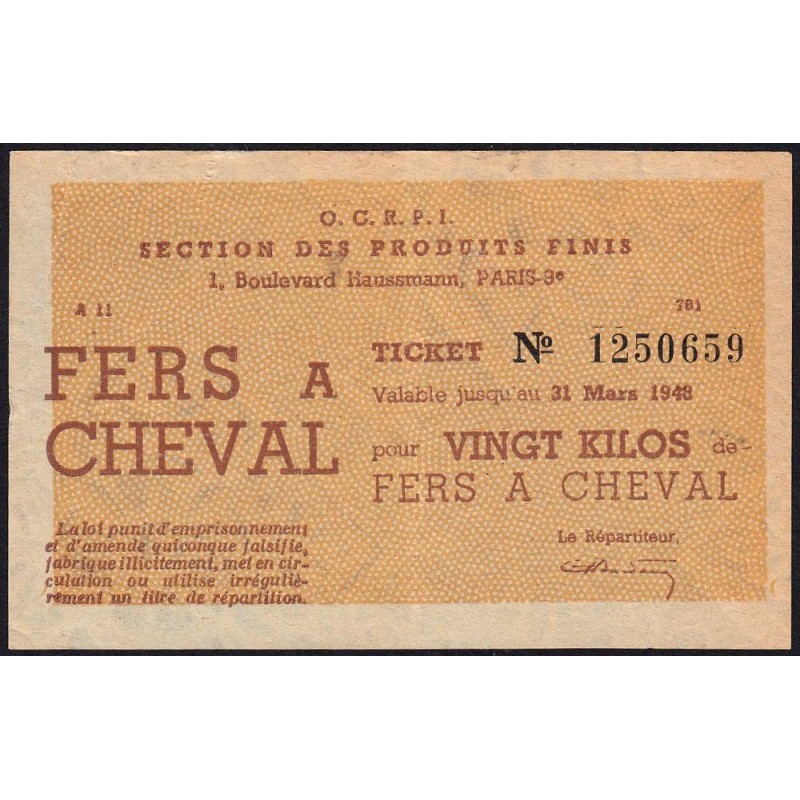 O. C. R. P. I.
SECTION DES PRODUITS FINIS
1, Boulevard Haussmann, PARIS-9e
A 11
781
FERS A
CHEVAL
TICKET No 1250659
Valable jusqu'au 31 Mars 1948
pour VINGT KILOS de
FERS A CHEVAL
Le Répartiteur,
La loi punit d'emprisonnement
et d'amende quiconque falsifie,
fabrique illicitement, met en cir-
culation ou utilise irréguliè-
rement un titre de répartition.